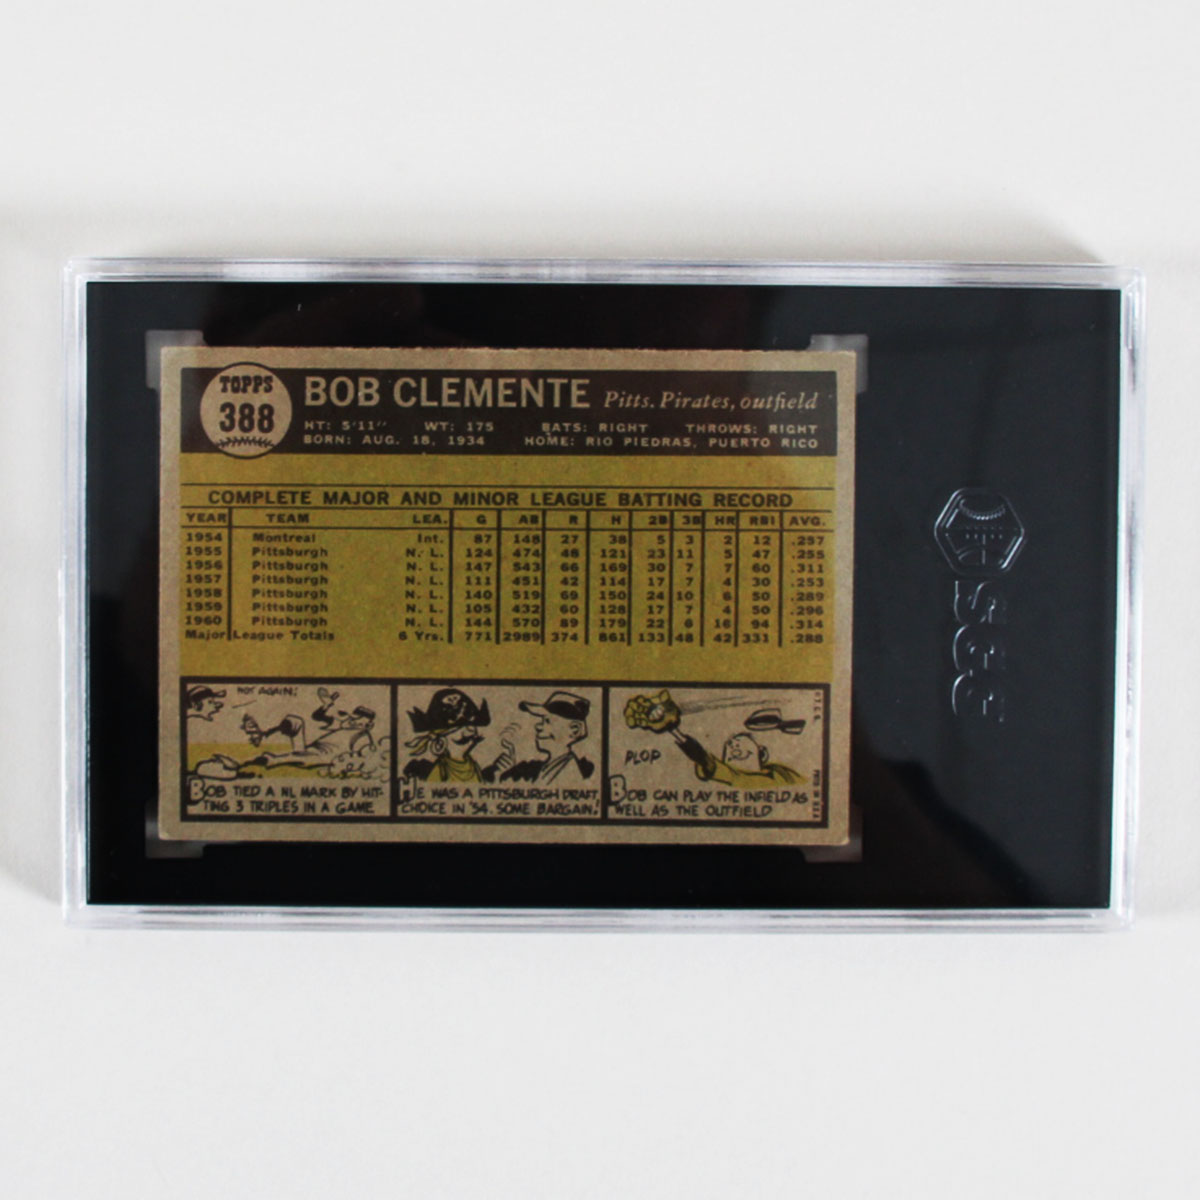 TOPPS
388
BOB CLEMENTE Pitts. Pirates, outfield
HT: 5'11" WT: 175 BATS: RIGHT THROWS: RIGHT
BORN: AUG. 18, 1934 HOME: RIO PIEDRAS, PUERTO RICO
COMPLETE MAJOR AND MINOR LEAGUE BATTING RECORD
YEAR TEAM LEA. G AB R H 2B 3B HR RBI AVG.
1954 Montreal Int. 87 148 27 38 5 3 2 12 .257
1955 Pittsburgh N. L. 124 474 48 121 23 11 5 47 .255
1956 Pittsburgh N. L. 147 543 66 169 30 7 7 60 .311
1957 Pittsburgh N. L. 111 451 42 114 17 7 4 30 .253
1958 Pittsburgh N. L. 140 519 69 150 24 10 6 50 .289
1959 Pittsburgh N. L. 105 432 60 128 17 7 4 50 .296
1960 Pittsburgh N. L. 144 570 89 179 22 6 16 94 .314
Major League Totals 6 Yrs. 771 2989 374 861 133 48 42 331 .288
NOT AGAIN!
BOB TIED A NL MARK BY HIT-
TING 3 TRIPLES IN A GAME.
HE WAS A PITTSBURGH DRAFT
CHOICE IN '54. SOME BARGAIN!
PLOP
BOB CAN PLAY THE INFIELD AS
WELL AS THE OUTFIELD
SGC